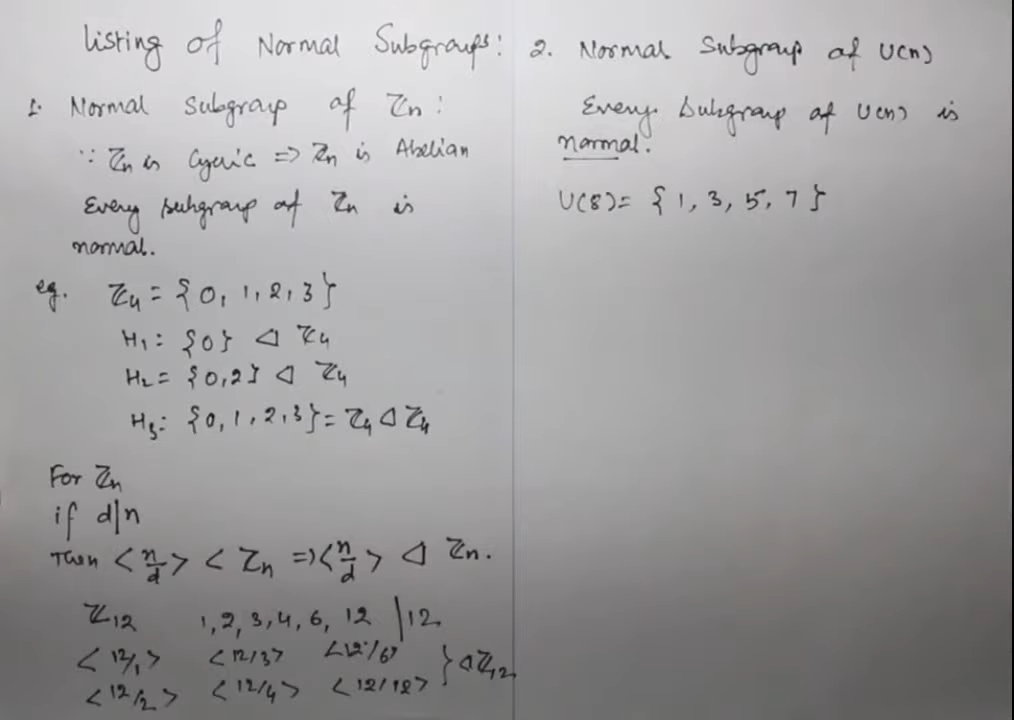 Listing of Normal Subgroups:
1. Normal Subgroup of Zn:
∵ Zn is Cyclic => Zn is Abelian
Every subgroup of Zn is
normal.
eg. Z4 = {0, 1, 2, 3}
H1 = {0} ⊲ Z4
H2 = {0,2} ⊲ Z4
H3 = {0, 1, 2, 3} = Z4 ⊲ Z4
For Zn
if d|n
Then <n/d> < Zn => <n/d> ⊲ Zn.
Z12 1, 2, 3, 4, 6, 12 | 12
<12/1> <12/3> <12/6> } ⊲ Z12
<12/2> <12/4> <12/12>
2. Normal Subgroup of U(n)
Every Subgroup of U(n) is
normal.
U(8) = {1, 3, 5, 7}